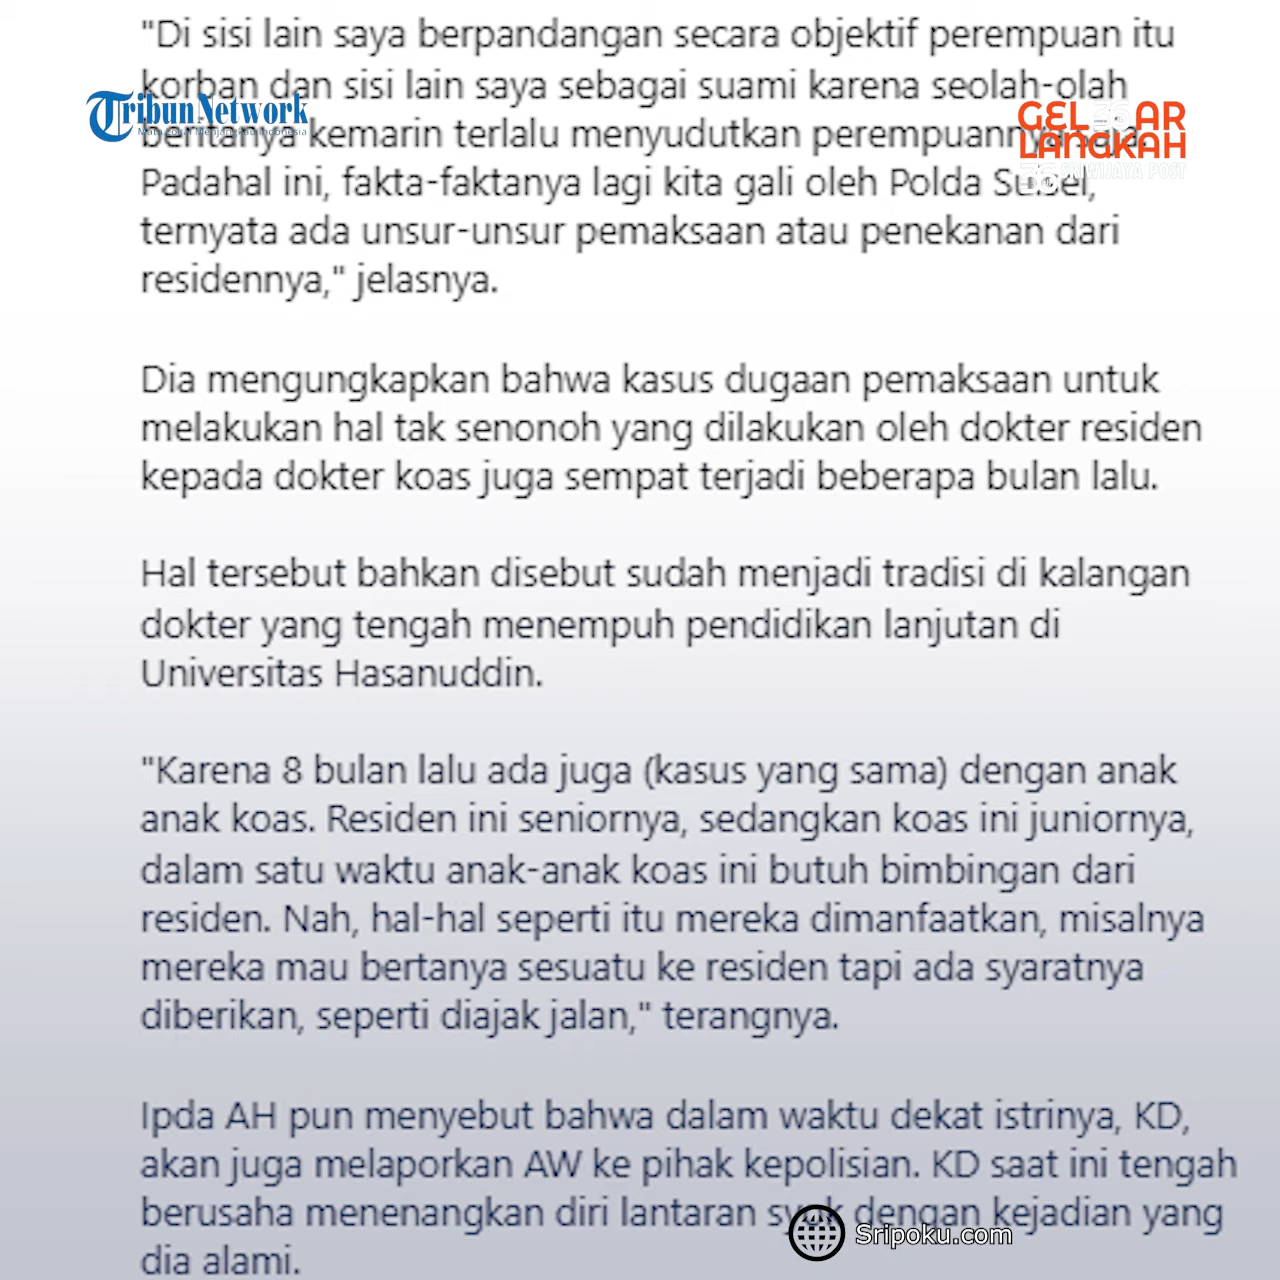 "Di sisi lain saya berpandangan secara objektif perempuan itu
korban dan sisi lain saya sebagai suami karena seolah-olah
TribunNetwork
Mata Lokal Menjangkau Indonesia
GELEGAR
LANGKAH
beritanya kemarin terlalu menyudutkan perempuannya saja.
Padahal ini, fakta-faktanya lagi kita gali oleh Polda Sulsel,
SRIWIJAYA POST
ternyata ada unsur-unsur pemaksaan atau penekanan dari
residennya," jelasnya.
Dia mengungkapkan bahwa kasus dugaan pemaksaan untuk
melakukan hal tak senonoh yang dilakukan oleh dokter residen
kepada dokter koas juga sempat terjadi beberapa bulan lalu.
Hal tersebut bahkan disebut sudah menjadi tradisi di kalangan
dokter yang tengah menempuh pendidikan lanjutan di
Universitas Hasanuddin.
"Karena 8 bulan lalu ada juga (kasus yang sama) dengan anak
anak koas. Residen ini seniornya, sedangkan koas ini juniornya,
dalam satu waktu anak-anak koas ini butuh bimbingan dari
residen. Nah, hal-hal seperti itu mereka dimanfaatkan, misalnya
mereka mau bertanya sesuatu ke residen tapi ada syaratnya
diberikan, seperti diajak jalan," terangnya.
Ipda AH pun menyebut bahwa dalam waktu dekat istrinya, KD,
akan juga melaporkan AW ke pihak kepolisian. KD saat ini tengah
berusaha menenangkan diri lantaran syok dengan kejadian yang
dia alami.
Sripoku.com